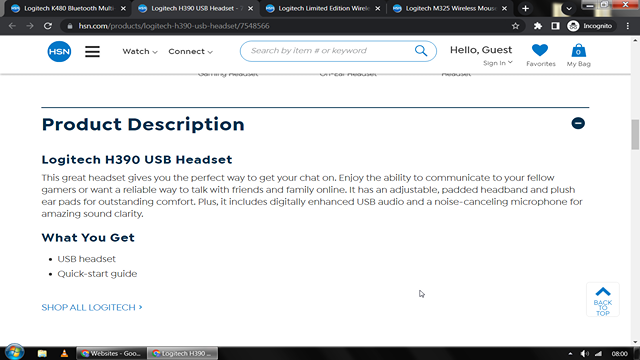 Logitech K480 Bluetooth Multi
Logitech H390 USB Headset - 
Logitech Limited Edition Wirele
Logitech M325 Wireless Mouse
hsn.com/products/logitech-h390-usb-headset/7548566
Incognito
HSN
Watch
Connect
Search by item # or keyword
Hello, Guest
Sign In
Favorites
0
My Bag
Gaming Headset
On-Ear Headset
Headset
Product Description
Logitech H390 USB Headset
This great headset gives you the perfect way to get your chat on. Enjoy the ability to communicate to your fellow
gamers or want a reliable way to talk with friends and family online. It has an adjustable, padded headband and plush
ear pads for outstanding comfort. Plus, it includes digitally enhanced USB audio and a noise-canceling microphone for
amazing sound clarity.
What You Get
• USB headset
• Quick-start guide
SHOP ALL LOGITECH >
BACK
TO
TOP
Websites - Goo...
Logitech H390 ...
08:00